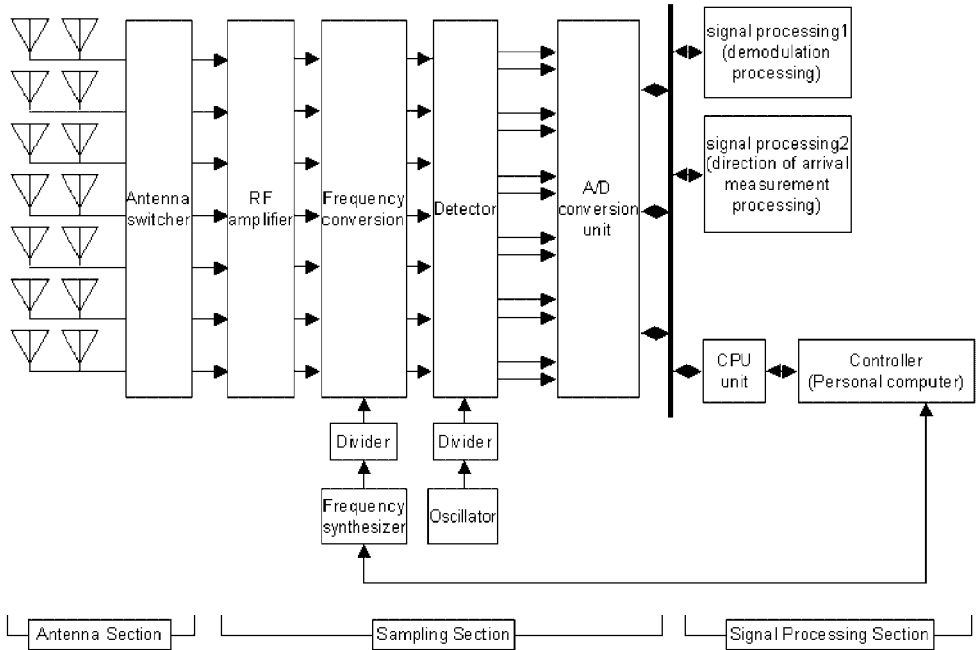 Antenna
switcher
RF
amplifier
Frequency
conversion
Detector
A/D
conversion
unit
signal processing1
(demodulation
processing)
signal processing2
(direction of arrival
measurement
processing)
CPU
unit
Controller
(Personal computer)
Divider
Divider
Frequency
synthesizer
Oscillator
Antenna Section
Sampling Section
Signal Processing Section